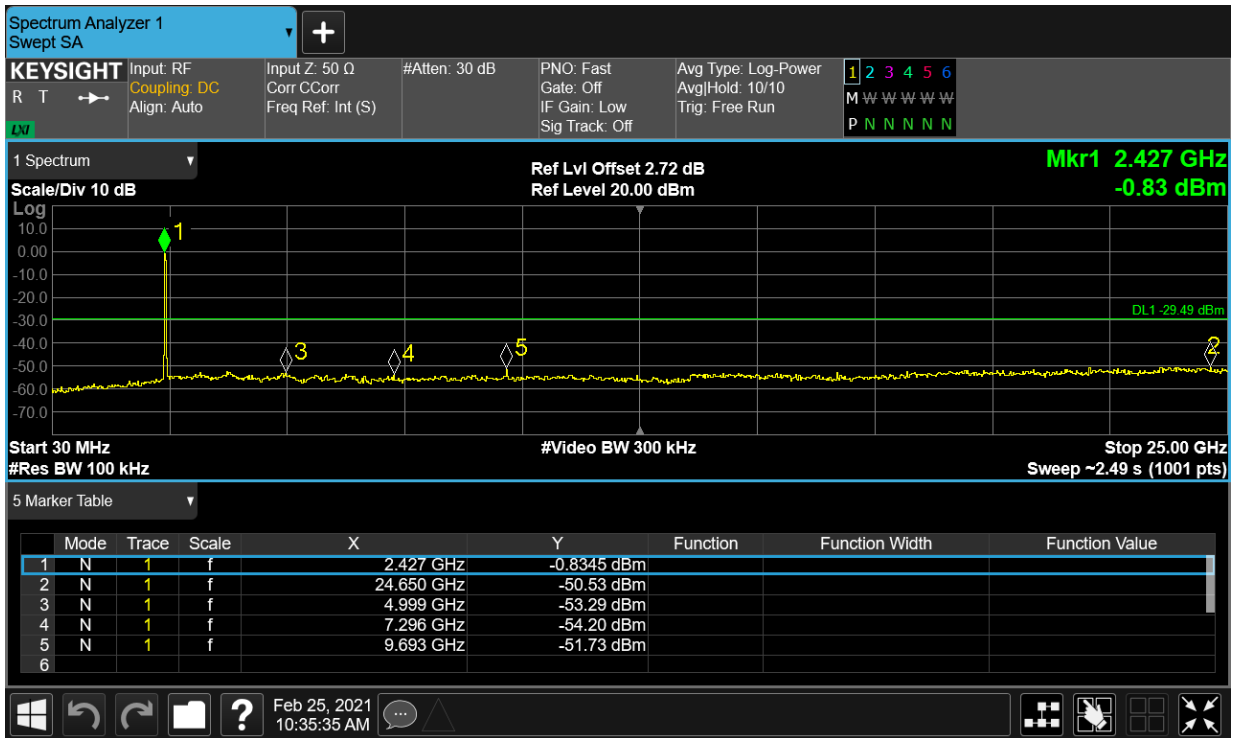 Spectrum Analyzer 1
Swept SA
KEYSIGHT
R T
LXI
Input: RF
Coupling: DC
Align: Auto
Input Z: 50 Ω
Corr CCorr
Freq Ref: Int (S)
#Atten: 30 dB
PNO: Fast
Gate: Off
IF Gain: Low
Sig Track: Off
Avg Type: Log-Power
Avg|Hold: 10/10
Trig: Free Run
1 2 3 4 5 6
M W W W W W
P N N N N N
1 Spectrum
Scale/Div 10 dB
Ref Lvl Offset 2.72 dB
Ref Level 20.00 dBm
Mkr1 2.427 GHz
-0.83 dBm
Log
10.0
0.00
-10.0
-20.0
-30.0
-40.0
-50.0
-60.0
-70.0
1
DL1 -29.49 dBm
3
4
5
2
Start 30 MHz
#Video BW 300 kHz
Stop 25.00 GHz
#Res BW 100 kHz
Sweep ~2.49 s (1001 pts)
5 Marker Table
Mode Trace Scale X Y Function Function Width Function Value
1 N 1 f 2.427 GHz -0.8345 dBm
2 N 1 f 24.650 GHz -50.53 dBm
3 N 1 f 4.999 GHz -53.29 dBm
4 N 1 f 7.296 GHz -54.20 dBm
5 N 1 f 9.693 GHz -51.73 dBm
6
?
Feb 25, 2021
10:35:35 AM